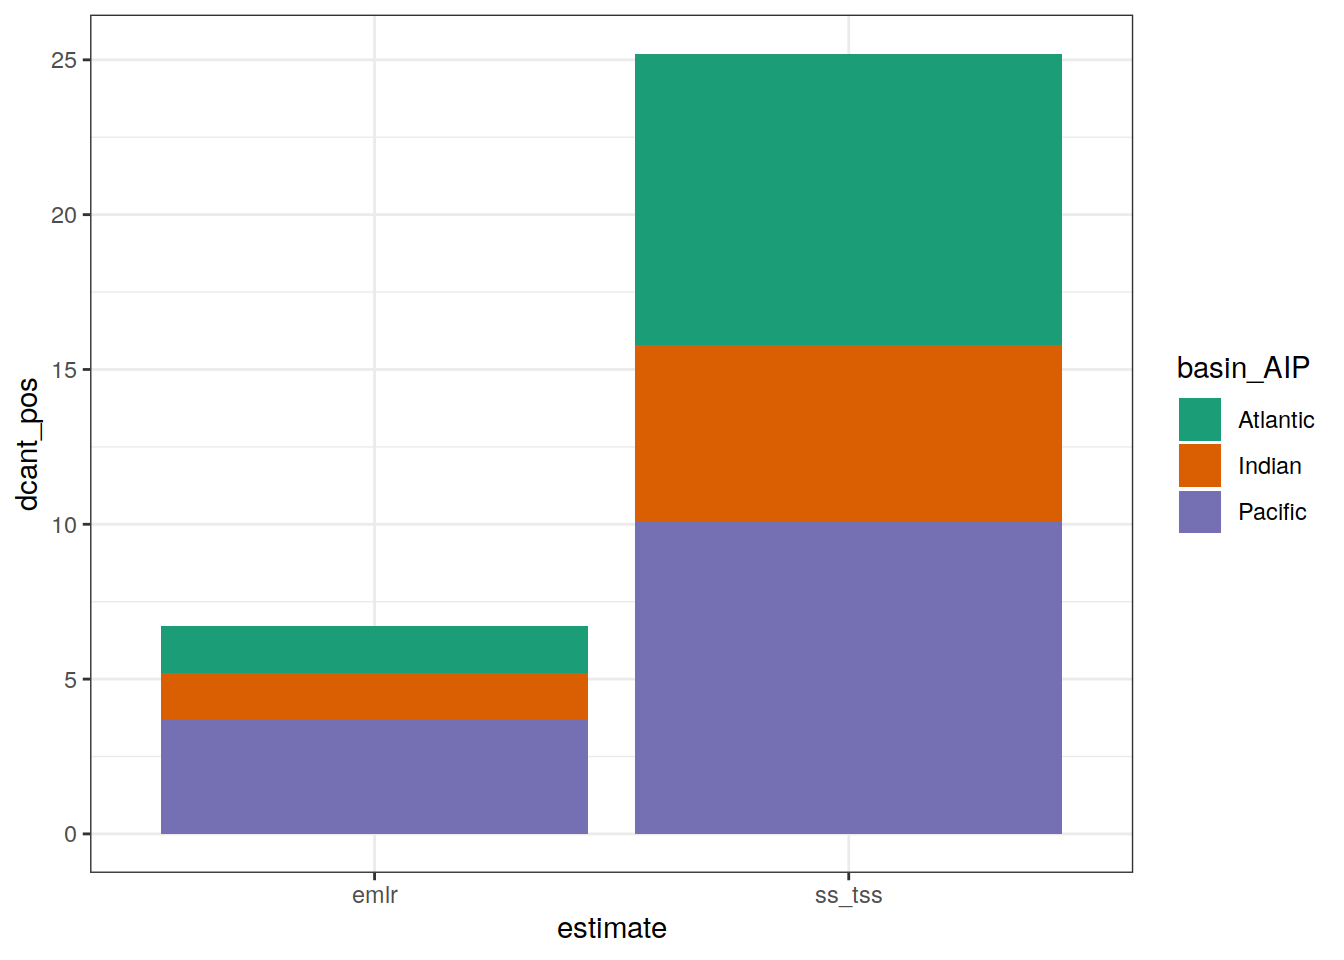 25
20
15
10
5
0
dcant_pos
emlr
ss_tss
estimate
basin_AIP
Atlantic
Indian
Pacific